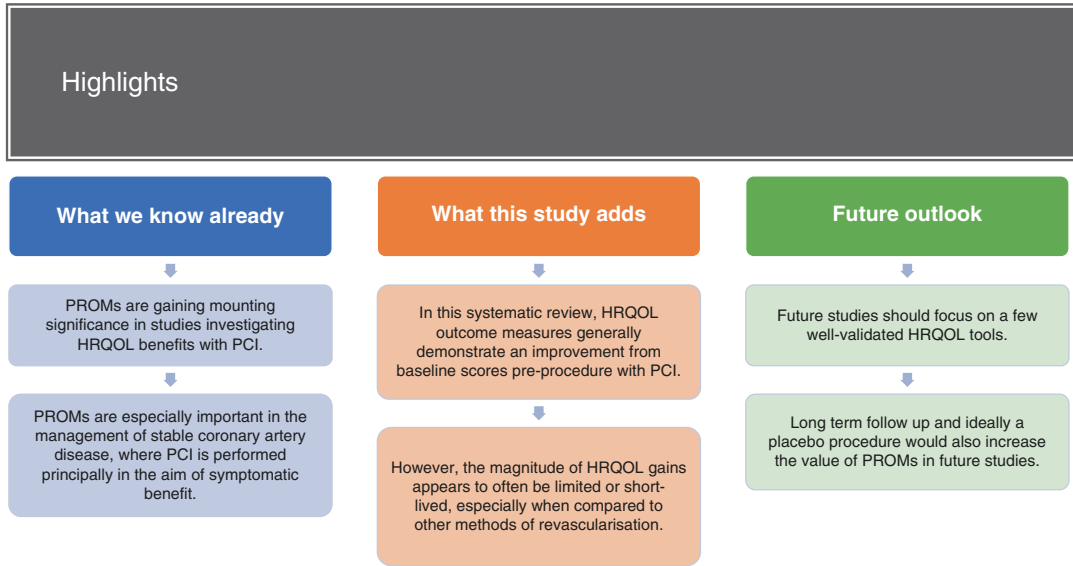 Highlights
What we know already
PROMs are gaining mounting
significance in studies investigating
HRQOL benefits with PCI.
PROMs are especially important in the
management of stable coronary artery
disease, where PCI is performed
principally in the aim of symptomatic
benefit.
What this study adds
In this systematic review, HRQOL
outcome measures generally
demonstrate an improvement from
baseline scores pre-procedure with PCI.
However, the magnitude of HRQOL gains
appears to often be limited or short-
lived, especially when compared to
other methods of revascularisation.
Future outlook
Future studies should focus on a few
well-validated HRQOL tools.
Long term follow up and ideally a
placebo procedure would also increase
the value of PROMs in future studies.